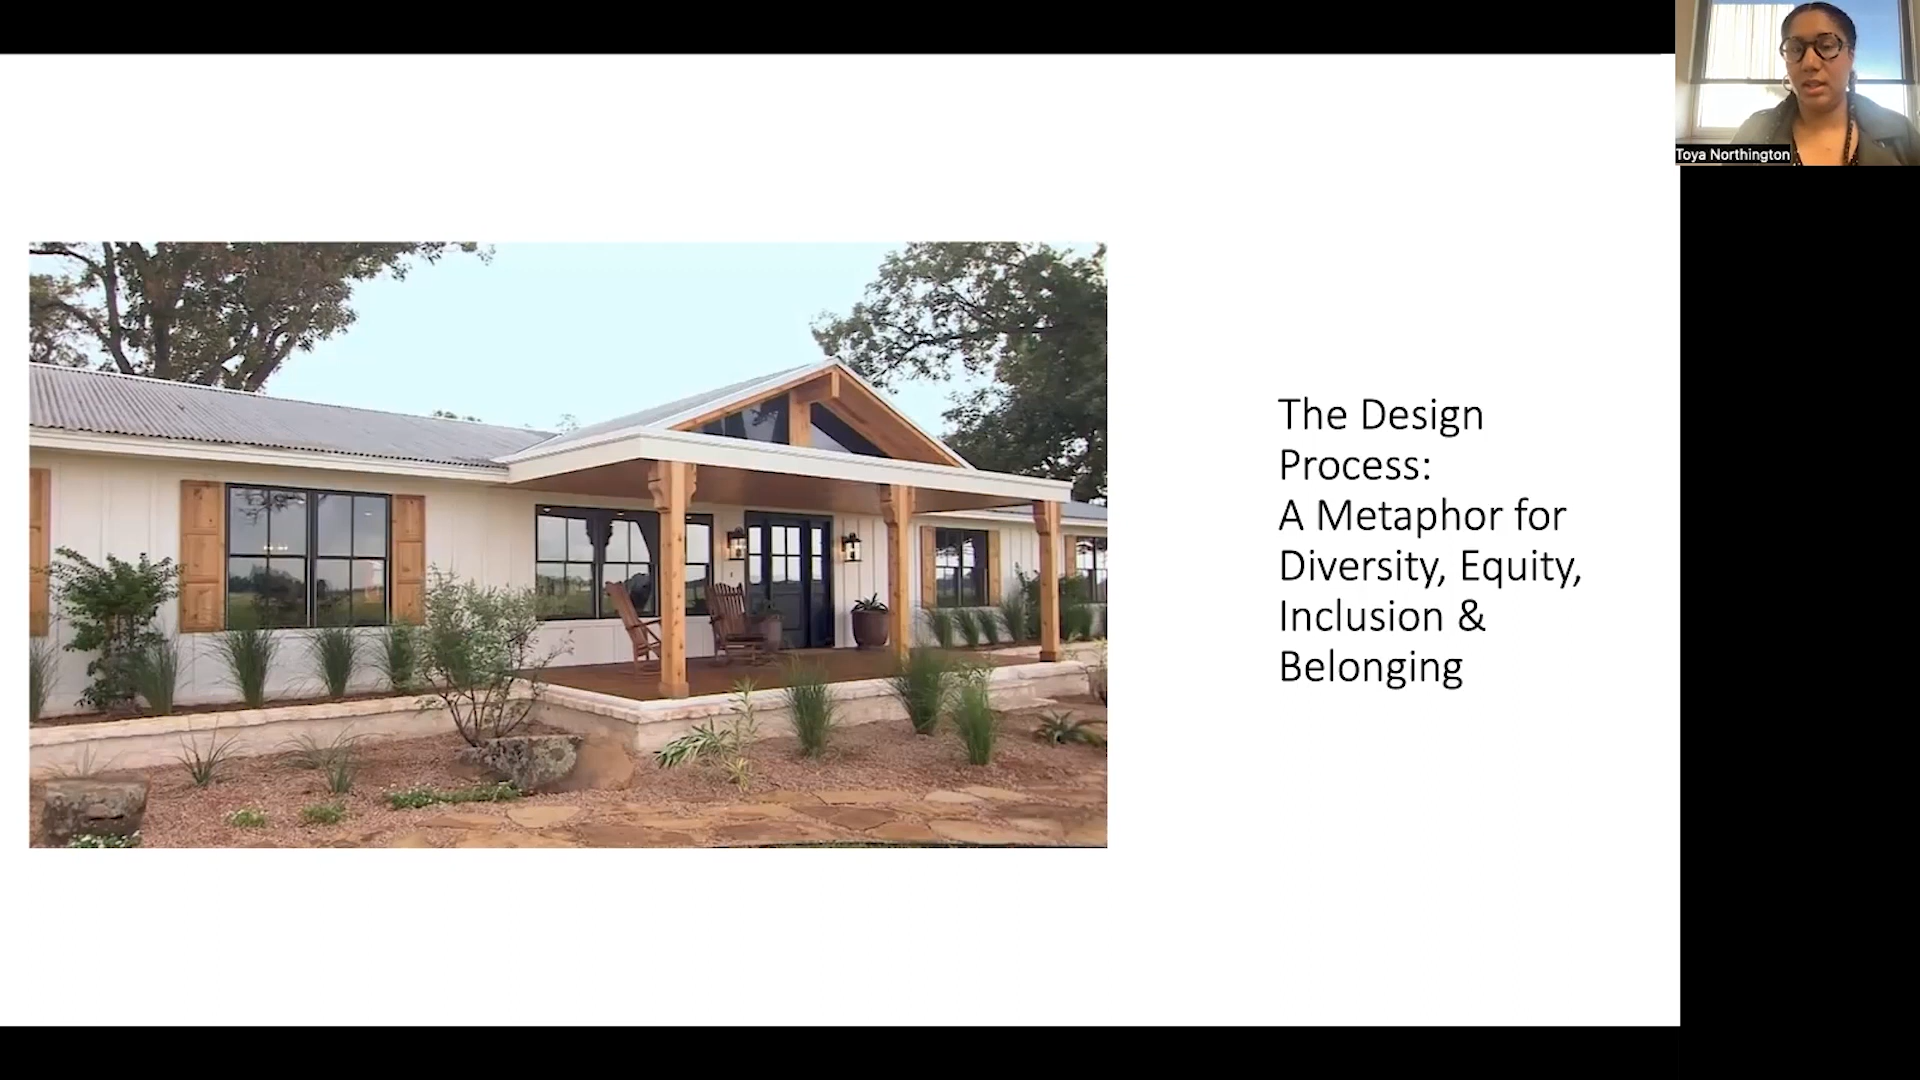 Toya Northington
The Design
Process:
A Metaphor for
Diversity, Equity,
Inclusion &
Belonging